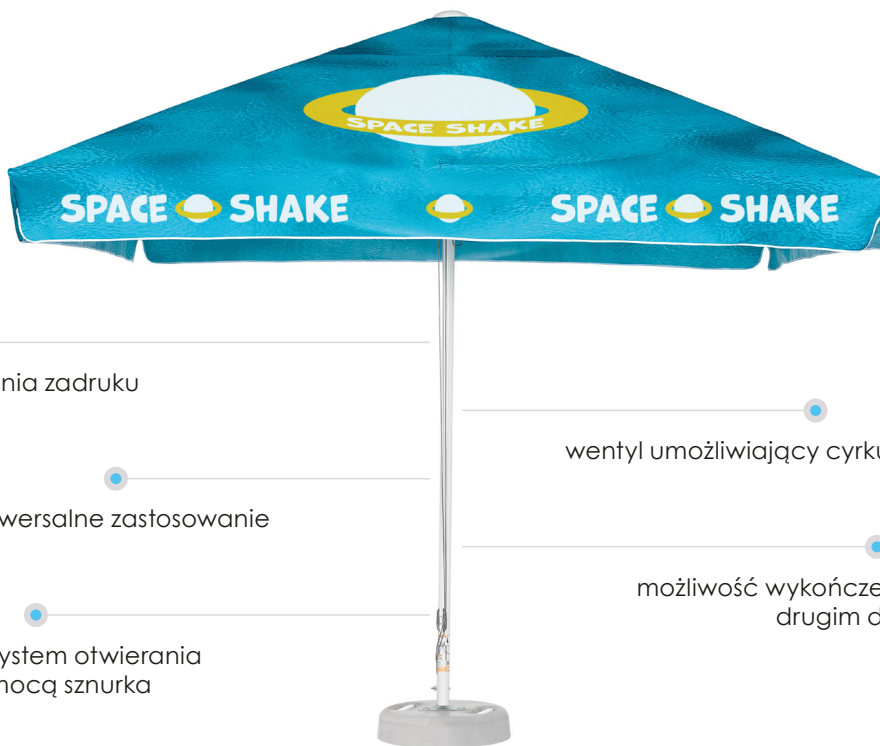 SPACE SHAKE
SPACE SHAKE
SPACE SHAKE
nia zadruku
wentyl umożliwiający cyrku
wersalne zastosowanie
możliwość wykończe
drugim d
ystem otwierania
mocą sznurka